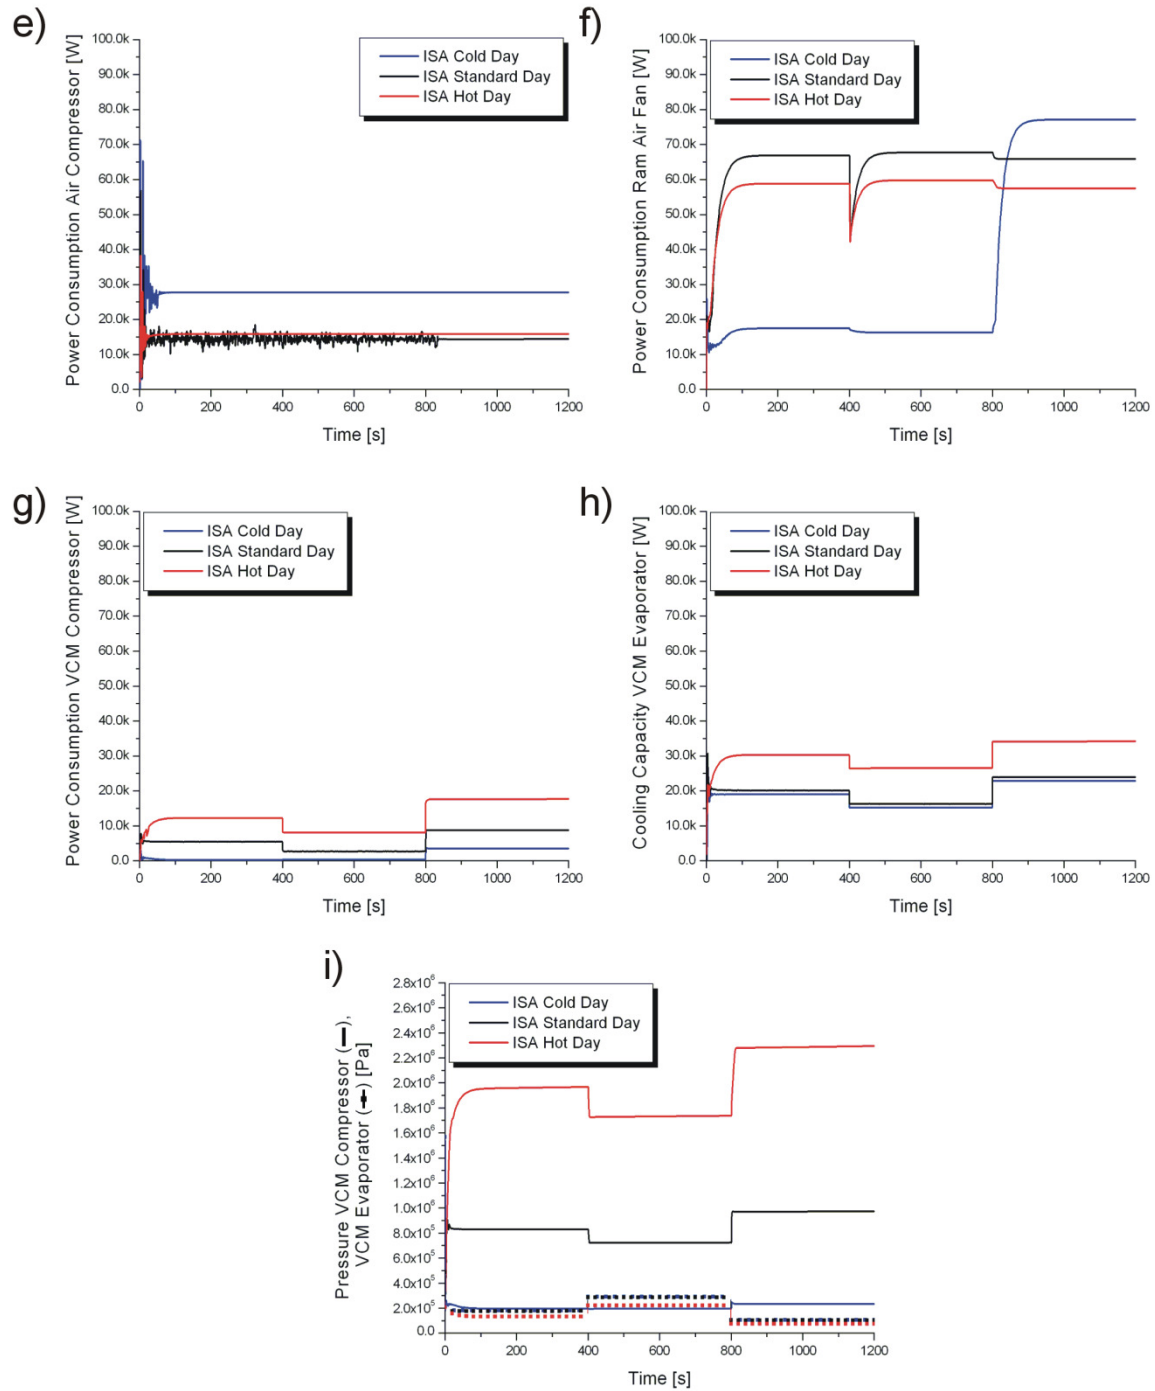 e)
Power Consumption Air Compressor [W]
100.0k
90.0k
80.0k
70.0k
60.0k
50.0k
40.0k
30.0k
20.0k
10.0k
0.0
ISA Cold Day
ISA Standard Day
ISA Hot Day
0 200 400 600 800 1000 1200
Time [s]
f)
Power Consumption Ram Air Fan [W]
100.0k
90.0k
80.0k
70.0k
60.0k
50.0k
40.0k
30.0k
20.0k
10.0k
0.0
ISA Cold Day
ISA Standard Day
ISA Hot Day
0 200 400 600 800 1000 1200
Time [s]
g)
Power Consumption VCM Compressor [W]
100.0k
90.0k
80.0k
70.0k
60.0k
50.0k
40.0k
30.0k
20.0k
10.0k
0.0
ISA Cold Day
ISA Standard Day
ISA Hot Day
0 200 400 600 800 1000 1200
Time [s]
h)
Cooling Capacity VCM Evaporator [W]
100.0k
90.0k
80.0k
70.0k
60.0k
50.0k
40.0k
30.0k
20.0k
10.0k
0.0
ISA Cold Day
ISA Standard Day
ISA Hot Day
0 200 400 600 800 1000 1200
Time [s]
i)
Pressure VCM Compressor (—),
VCM Evaporator (-•-) [Pa]
2.8x10⁶
2.6x10⁶
2.4x10⁶
2.2x10⁶
2.0x10⁶
1.8x10⁶
1.6x10⁶
1.4x10⁶
1.2x10⁶
1.0x10⁶
8.0x10⁵
6.0x10⁵
4.0x10⁵
2.0x10⁵
0.0
ISA Cold Day
ISA Standard Day
ISA Hot Day
0 200 400 600 800 1000 1200
Time [s]